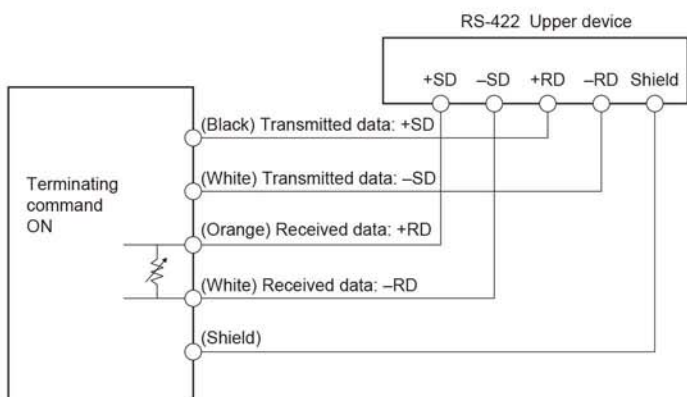 RS-422 Upper device
+SD –SD +RD –RD Shield
(Black) Transmitted data: +SD
(White) Transmitted data: –SD
Terminating
command
ON
(Orange) Received data: +RD
(White) Received data: –RD
(Shield)